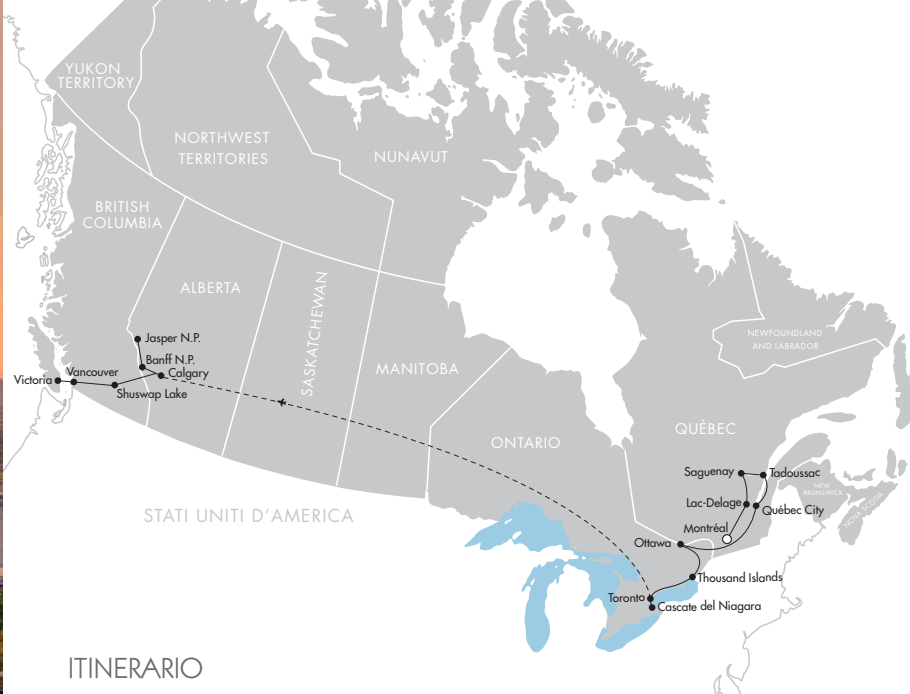 YUKON
TERRITORY
NORTHWEST
TERRITORIES
NUNAVUT
BRITISH
COLUMBIA
ALBERTA
SASKATCHEWAN
MANITOBA
ONTARIO
QUÈBEC
NEWFOUNDLAND
AND LABRADOR
NEW
BRUNSWICK
NOVA SCOTIA
Jasper N.P.
Banff N.P.
Calgary
Vancouver
Victoria
Shuswap Lake
Saguenay
Tadoussac
Lac-Delage
Québec City
Montréal
Ottawa
Thousand Islands
Toronto
Cascate del Niagara
STATI UNITI D'AMERICA
ITINERARIO